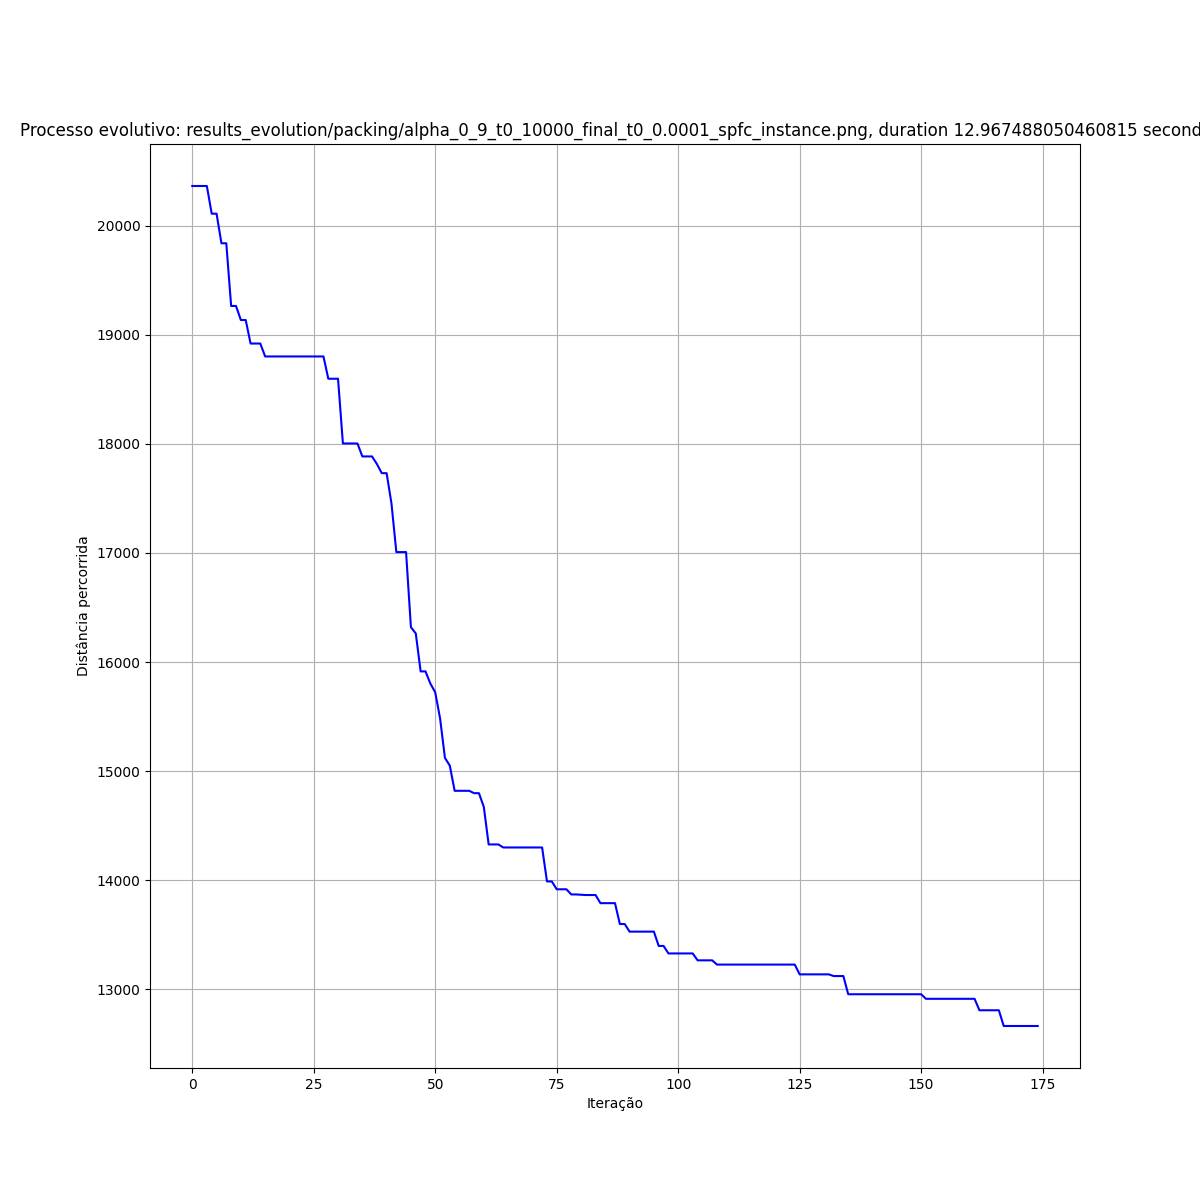 Processo evolutivo: results_evolution/packing/alpha_0_9_t0_10000_final_t0_0.0001_spfc_instance.png, duration 12.967488050460815 second
20000
19000
18000
17000
16000
15000
14000
13000
Distância percorrida
0 25 50 75 100 125 150 175
Iteração